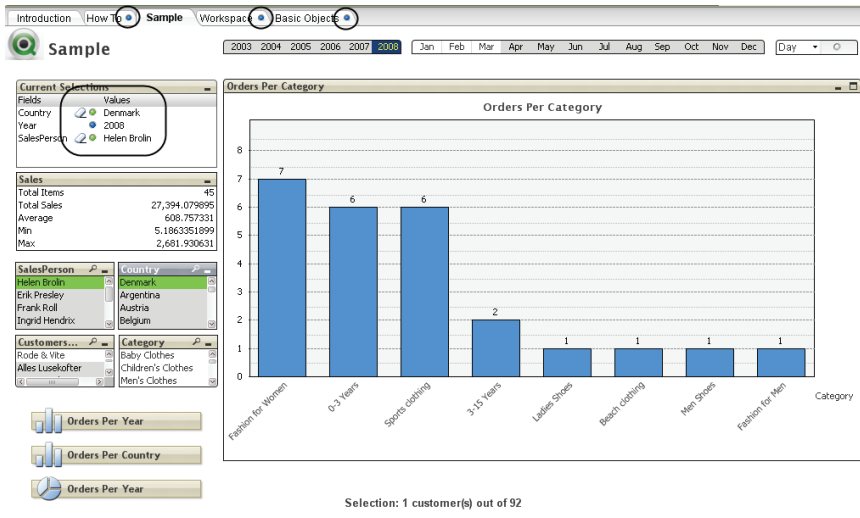 Introduction How To Sample Workspace Basic Objects
Sample
2003 2004 2005 2006 2007 2008 Jan Feb Mar Apr May Jun Jul Aug Sep Oct Nov Dec Day
Current Selections
Fields Values
Country Denmark
Year 2008
SalesPerson Helen Brolin
Sales
Total Items 45
Total Sales 27,394.079895
Average 608.757331
Min 5.1863351899
Max 2,681.930631
SalesPerson Country
Helen Brolin Denmark
Erik Presley Argentina
Frank Roll Austria
Ingrid Hendrix Belgium
Customers... Category
Rode & Vite Baby Clothes
Alles Lusekofter Children's Clothes
Men's Clothes
Orders Per Year
Orders Per Country
Orders Per Year
Orders Per Category
Orders Per Category
8
7
6
5
4
3
2
1
0
7 6 6 2 1 1 1 1
Fashion for Women 0-3 Years Sports clothing 3-15 Years Ladies Shoes Beach clothing Men Shoes Fashion for Men
Category
Selection: 1 customer(s) out of 92